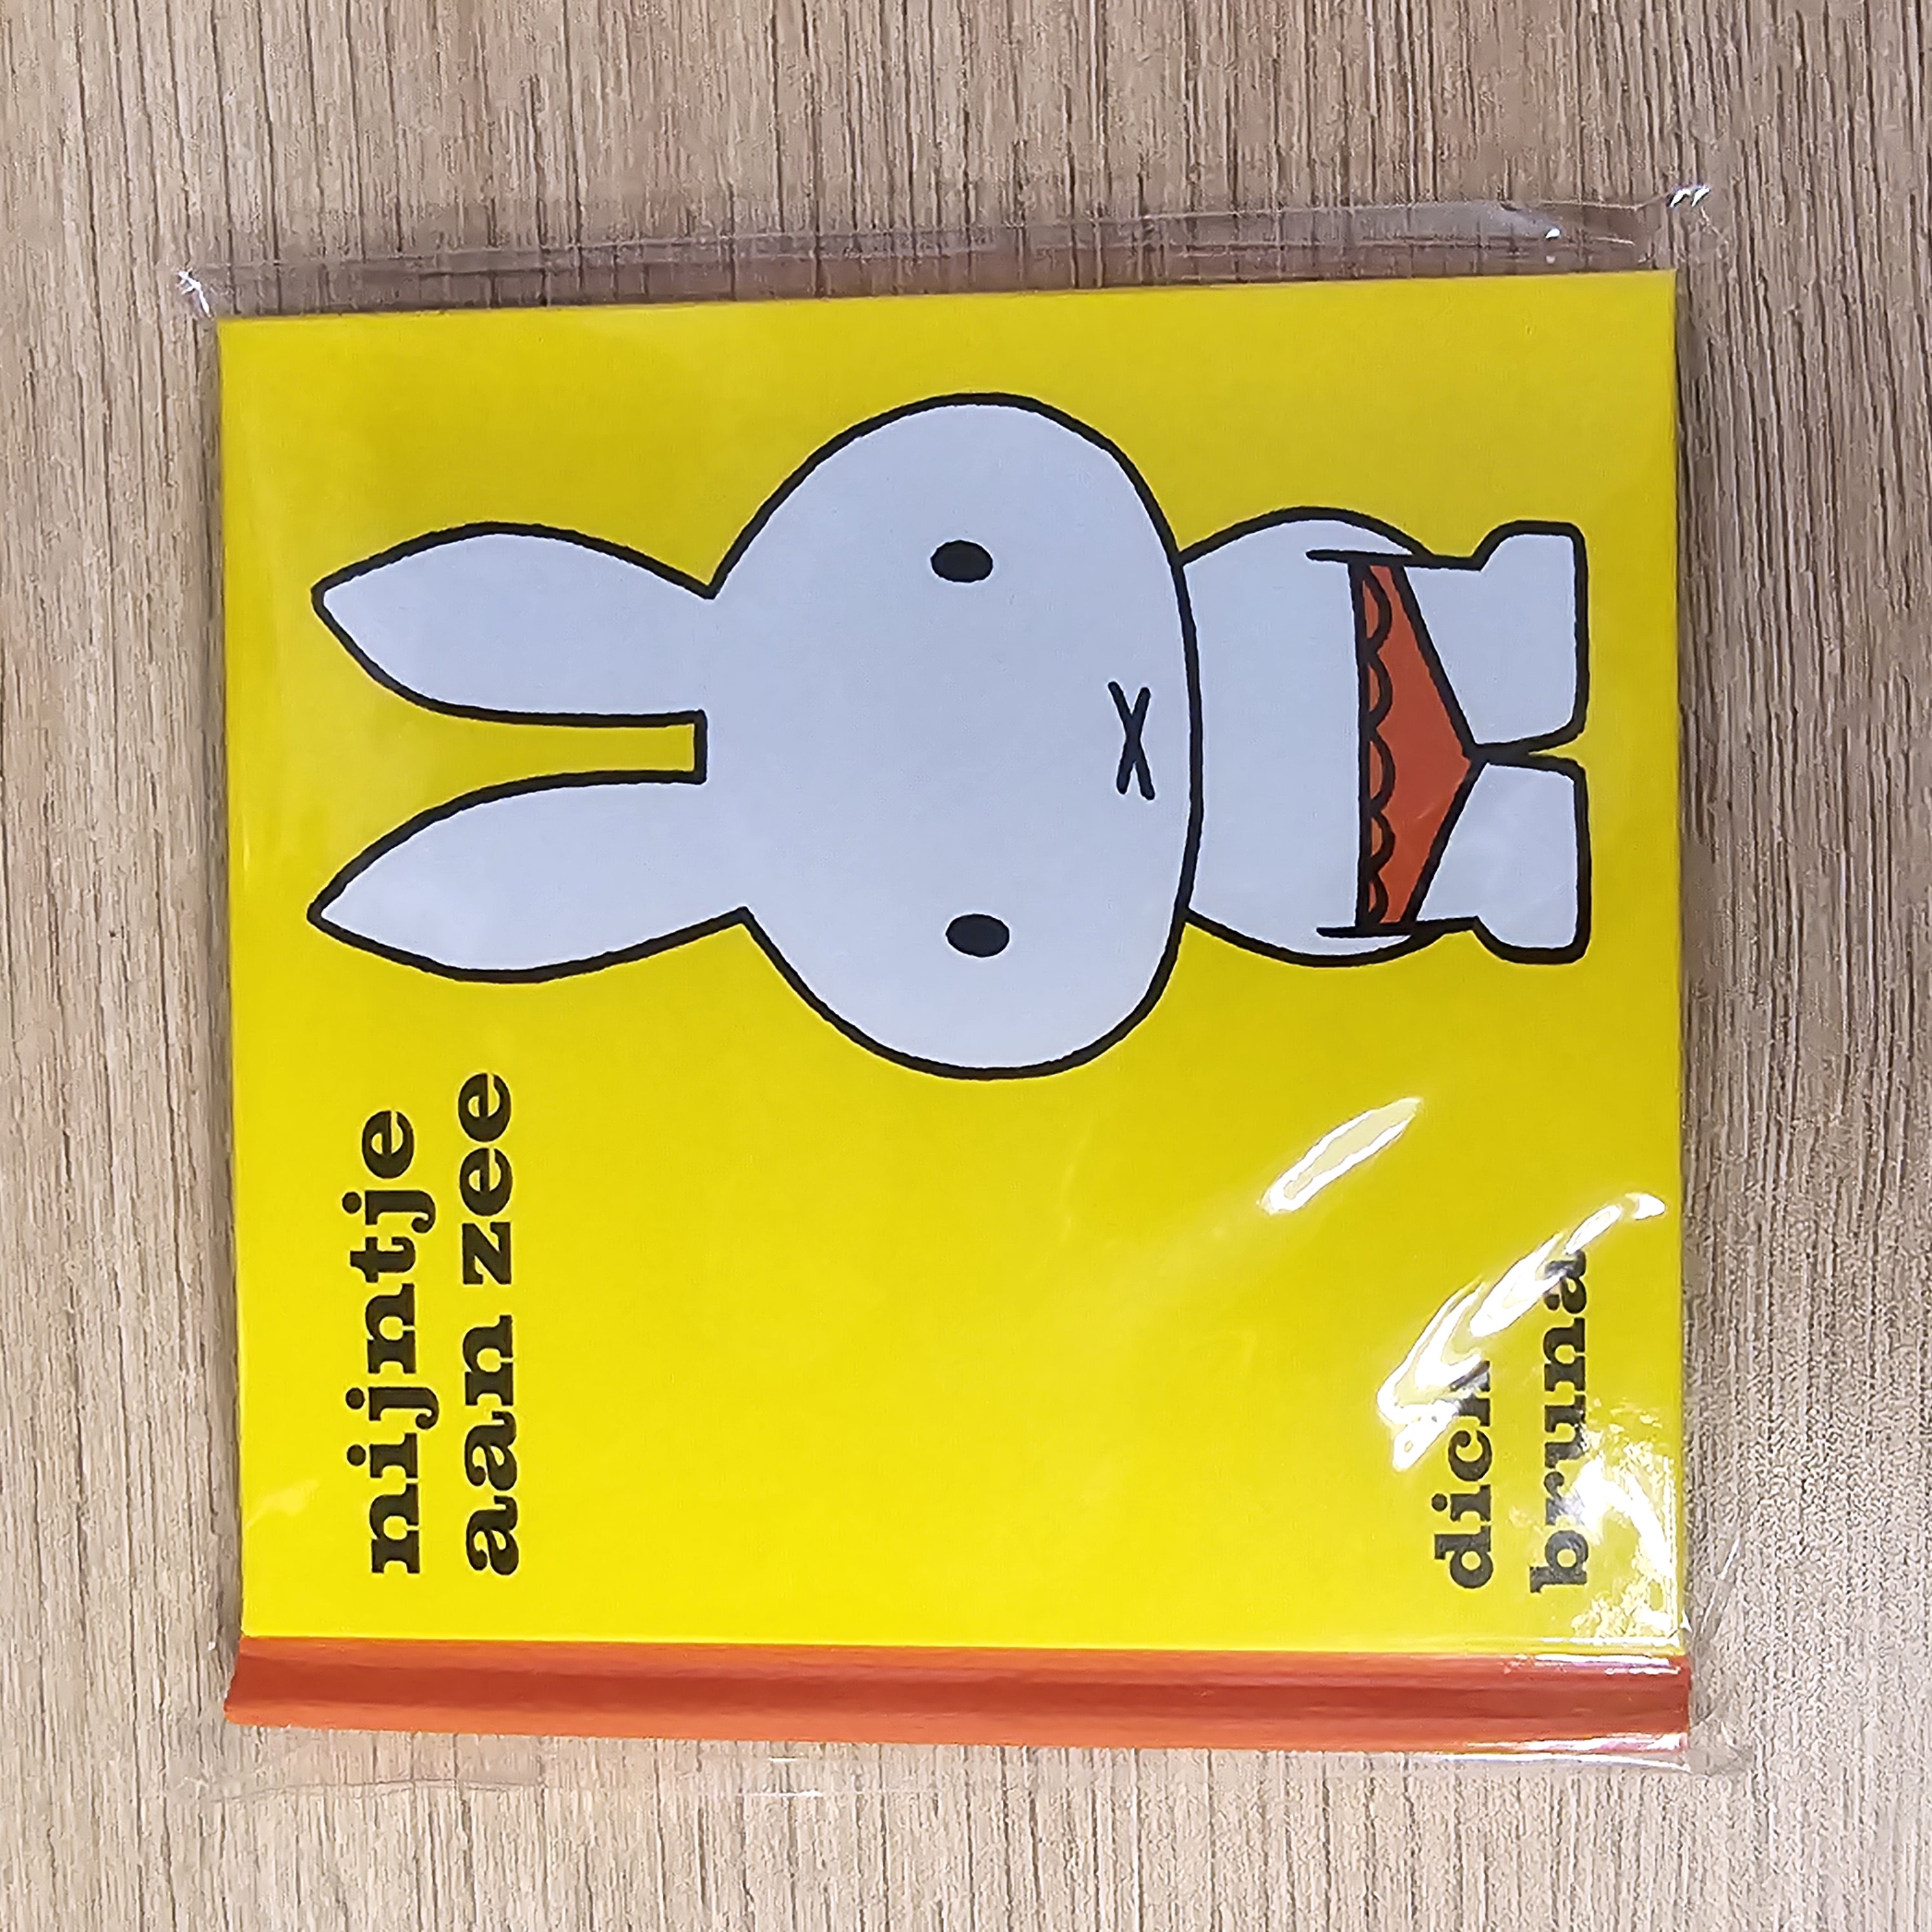 nijntje
aan zee
dick
bruna